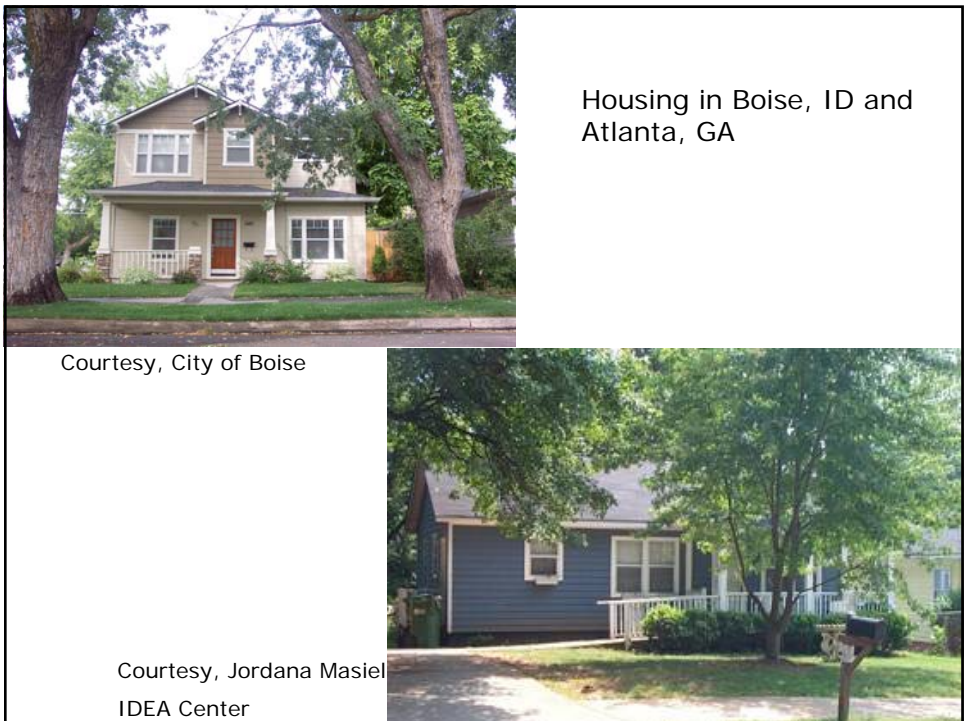 Housing in Boise, ID and
Atlanta, GA
Courtesy, City of Boise
Courtesy, Jordana Masiel
IDEA Center